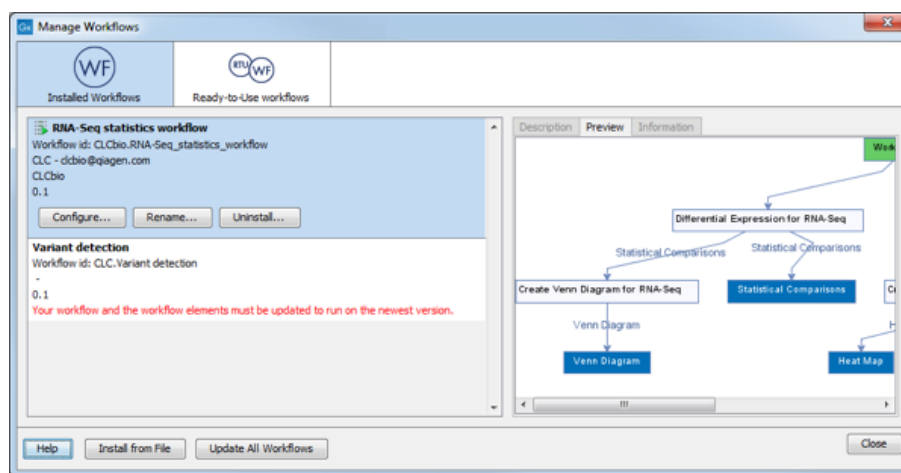 Gx Manage Workflows
WF
RTU WF
Installed Workflows
Ready-to-Use workflows
RNA-Seq statistics workflow
Workflow id: CLCbio.RNA-Seq_statistics_workflow
CLC - clcbio@qiagen.com
CLCbio
0.1
Configure...
Rename...
Uninstall...
Variant detection
Workflow id: CLC.Variant detection
-
0.1
Your workflow and the workflow elements must be updated to run on the newest version.
Description
Preview
Information
Work
Differential Expression for RNA-Seq
Statistical Comparisons
Statistical Comparisons
Create Venn Diagram for RNA-Seq
Statistical Comparisons
Venn Diagram
Venn Diagram
Heat Map
Help
Install from File
Update All Workflows
Close